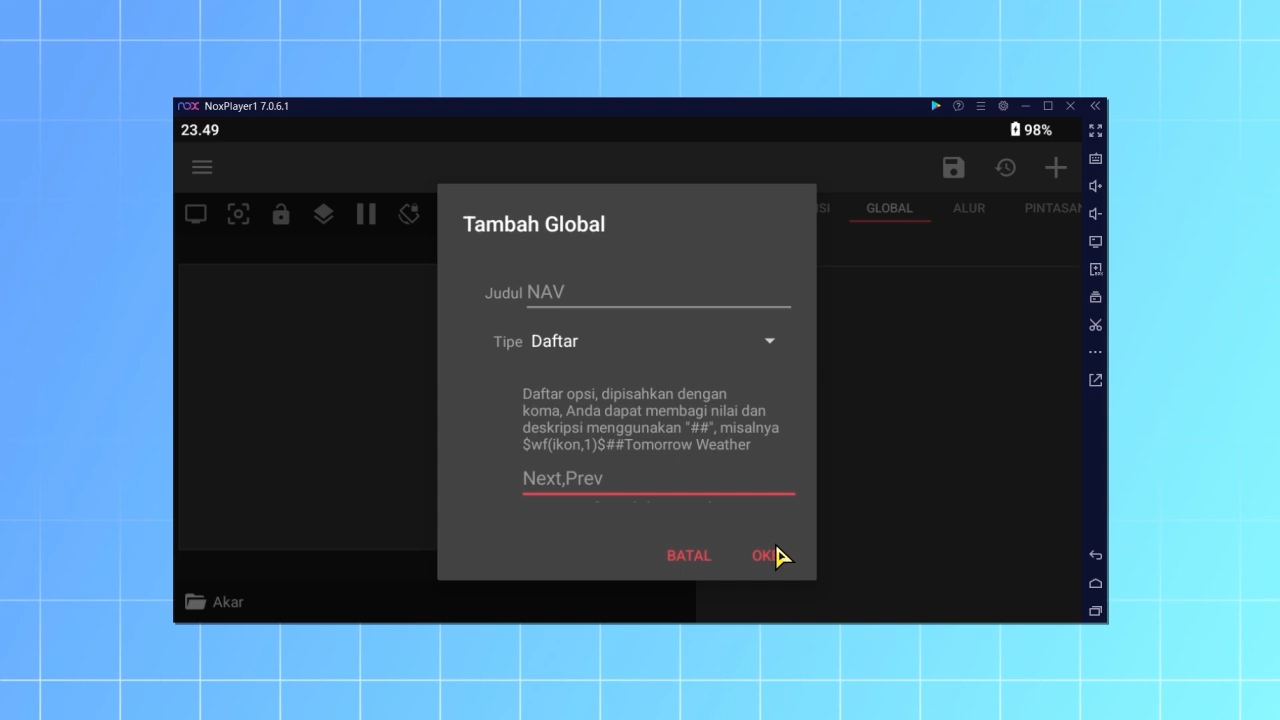 nox NoxPlayer1 7.0.6.1
23.49
98%
GLOBAL
ALUR
PINTASAN
Tambah Global
Judul NAV
Tipe Daftar
Daftar opsi, dipisahkan dengan
koma, Anda dapat membagi nilai dan
deskripsi menggunakan "##", misalnya
$wf(ikon,1)$##Tomorrow Weather
Next,Prev
BATAL
Akar